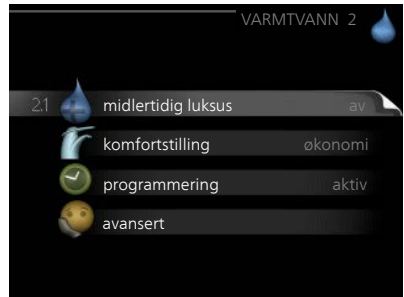 VARMTVANN 2
2.1 midlertidig luksus av
komfortstilling økonomi
programmering aktiv
avansert